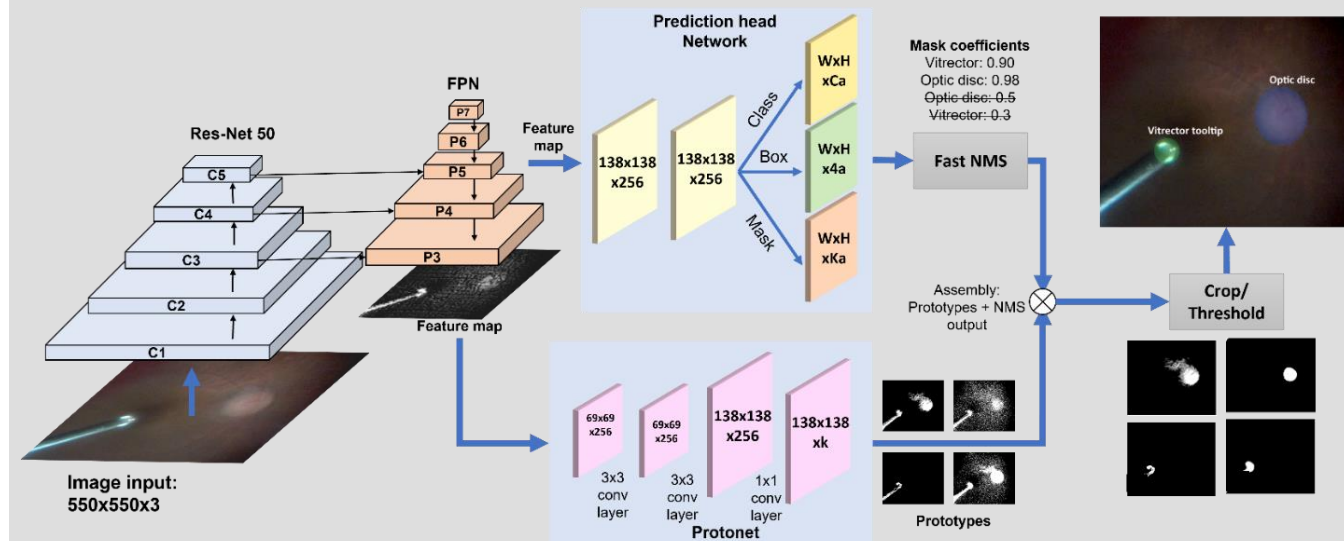 Res-Net 50
C5
C4
C3
C2
C1
Image input:
550x550x3
FPN
P7
P6
P5
P4
P3
Feature map
Feature
map
Prediction head
Network
138x138
x256
138x138
x256
Class
Box
Mask
WxH
xCa
WxH
x4a
WxH
xKa
Mask coefficients
Vitrector: 0.90
Optic disc: 0.98
Optic disc: 0.5
Vitrector: 0.3
Fast NMS
Assembly:
Prototypes + NMS
output
69x69
x256
69x69
x256
138x138
x256
138x138
xk
3x3
conv
layer
3x3
conv
layer
1x1
conv
layer
Protonet
Prototypes
Optic disc
Vitrector tooltip
Crop/
Threshold